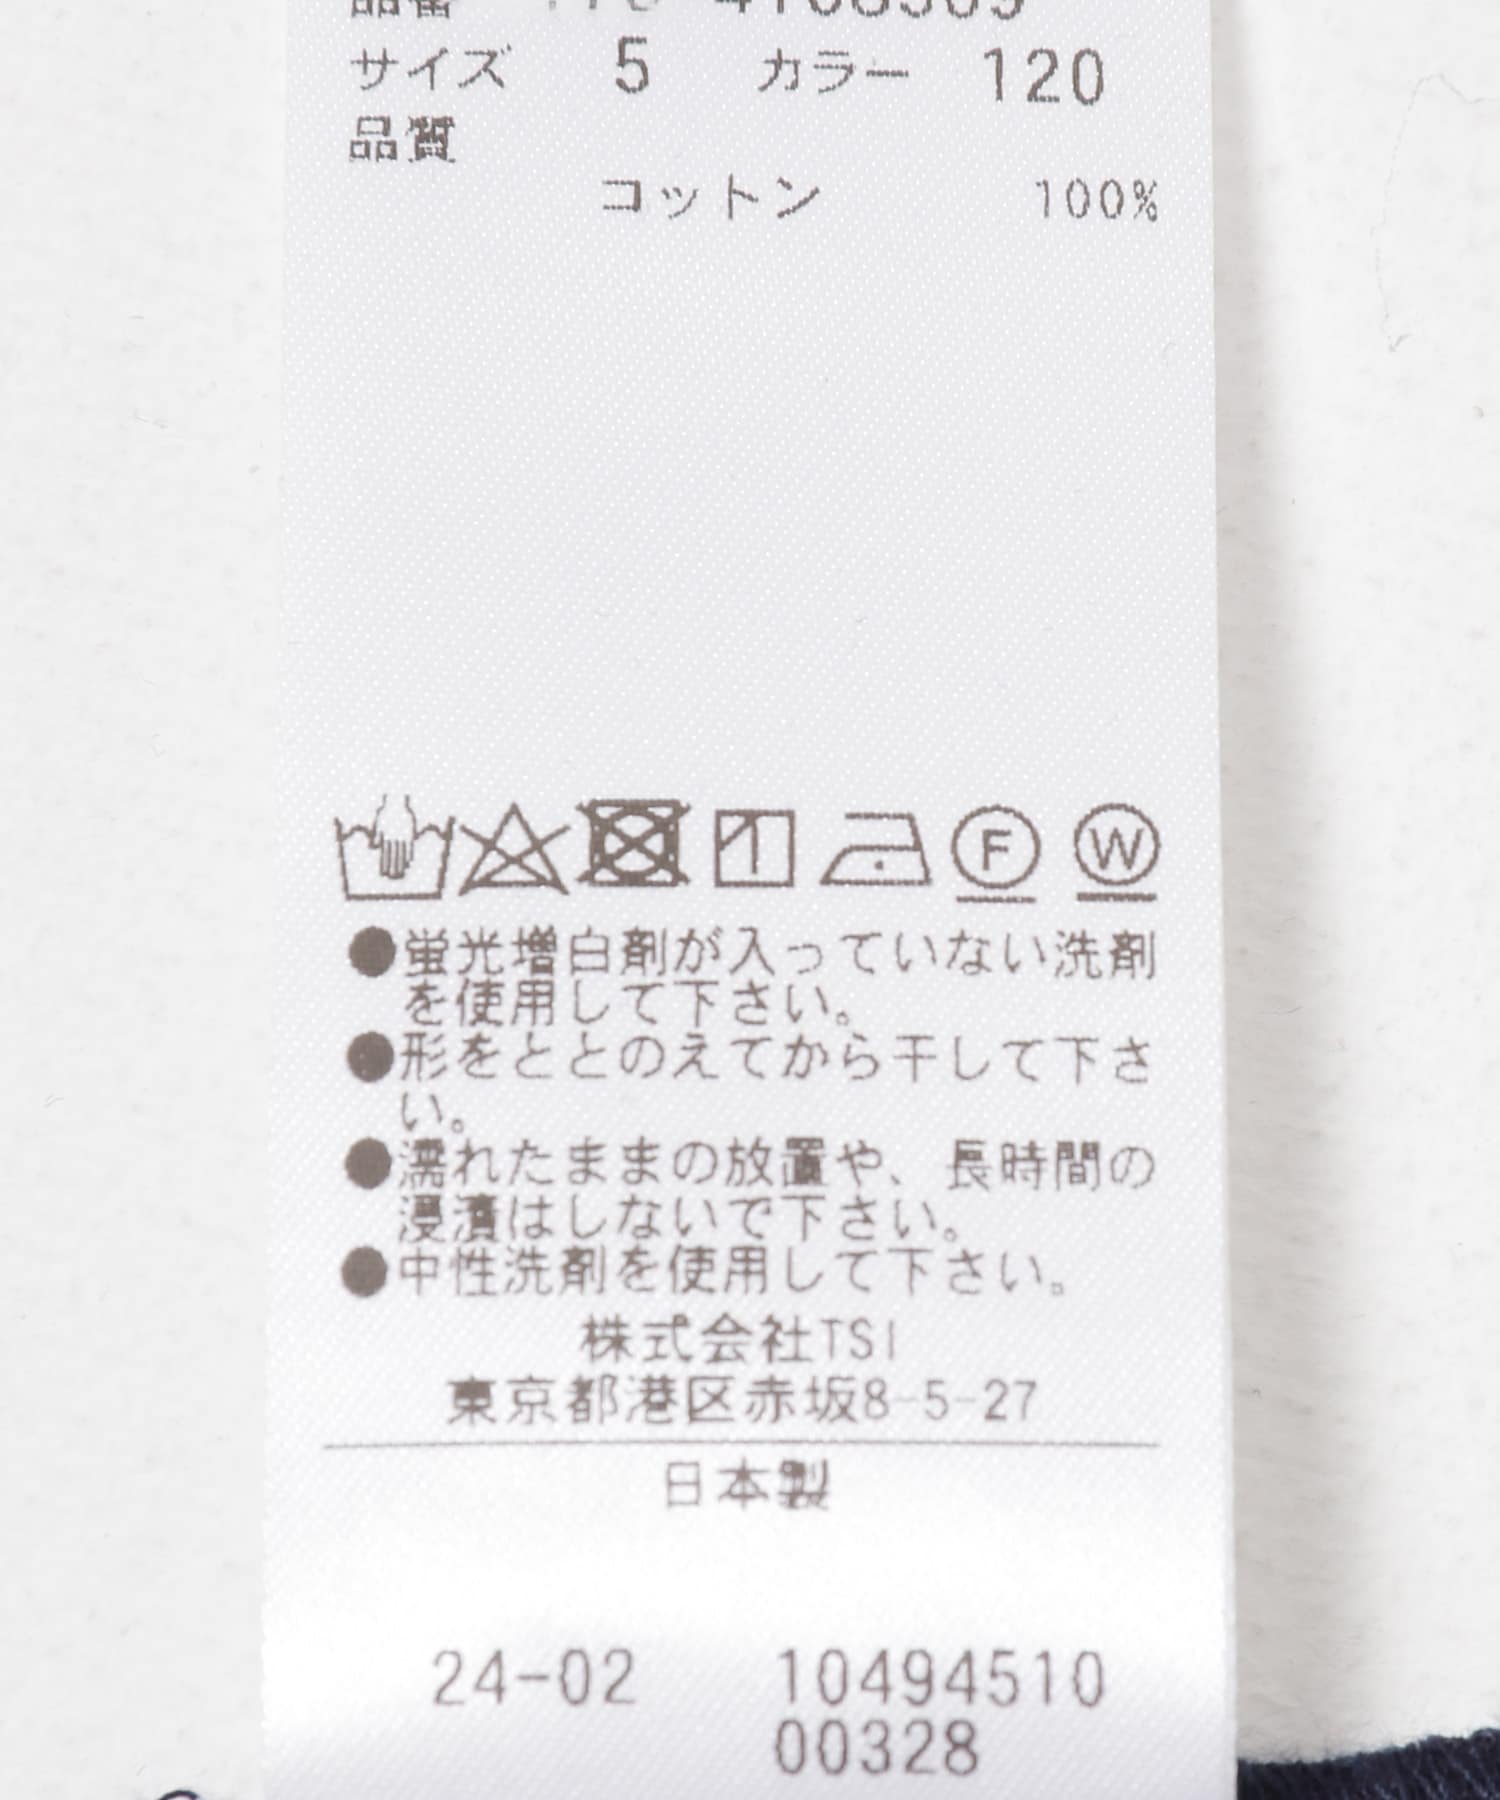 サイズ 5 カラー 120
品質
コットン 100%
F W
●蛍光増白剤が入っていない洗剤
を使用して下さい。
●形をととのえてから干して下さ
い。
●濡れたままの放置や、長時間の
浸漬はしないで下さい。
●中性洗剤を使用して下さい。
株式会社TSI
東京都港区赤坂8-5-27
日本製
24-02 10494510
00328